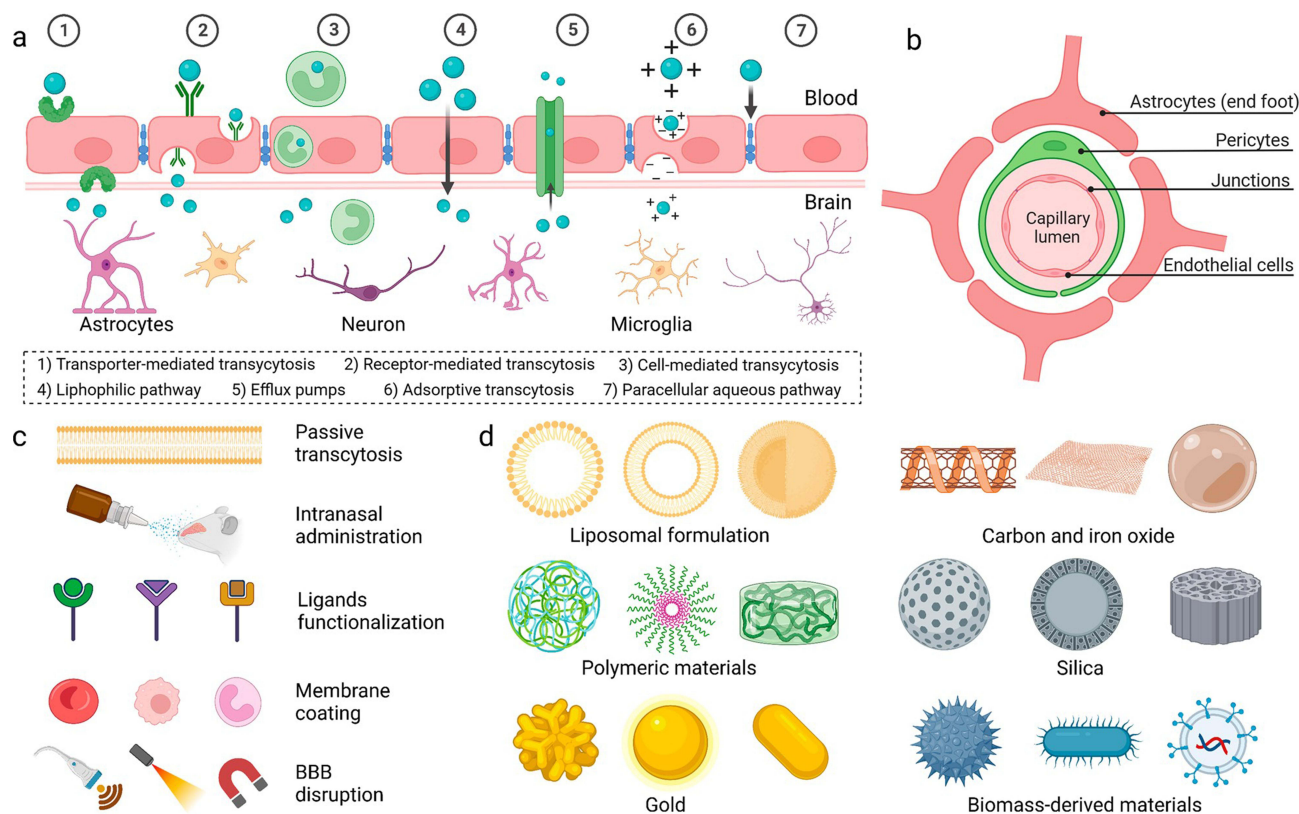 a
1 2 3 4 5 6 7
Blood
Brain
Astrocytes Neuron Microglia
1) Transporter-mediated transycytosis 2) Receptor-mediated transcytosis 3) Cell-mediated transycytosis
4) Liphophilic pathway 5) Efflux pumps 6) Adsorptive transcytosis 7) Paracellular aqueous pathway
b
Astrocytes (end foot)
Pericytes
Junctions
Capillary
lumen
Endothelial cells
c
Passive
transcytosis
Intranasal
administration
Ligands
functionalization
Membrane
coating
BBB
disruption
d
Liposomal formulation
Carbon and iron oxide
Polymeric materials
Silica
Gold
Biomass-derived materials